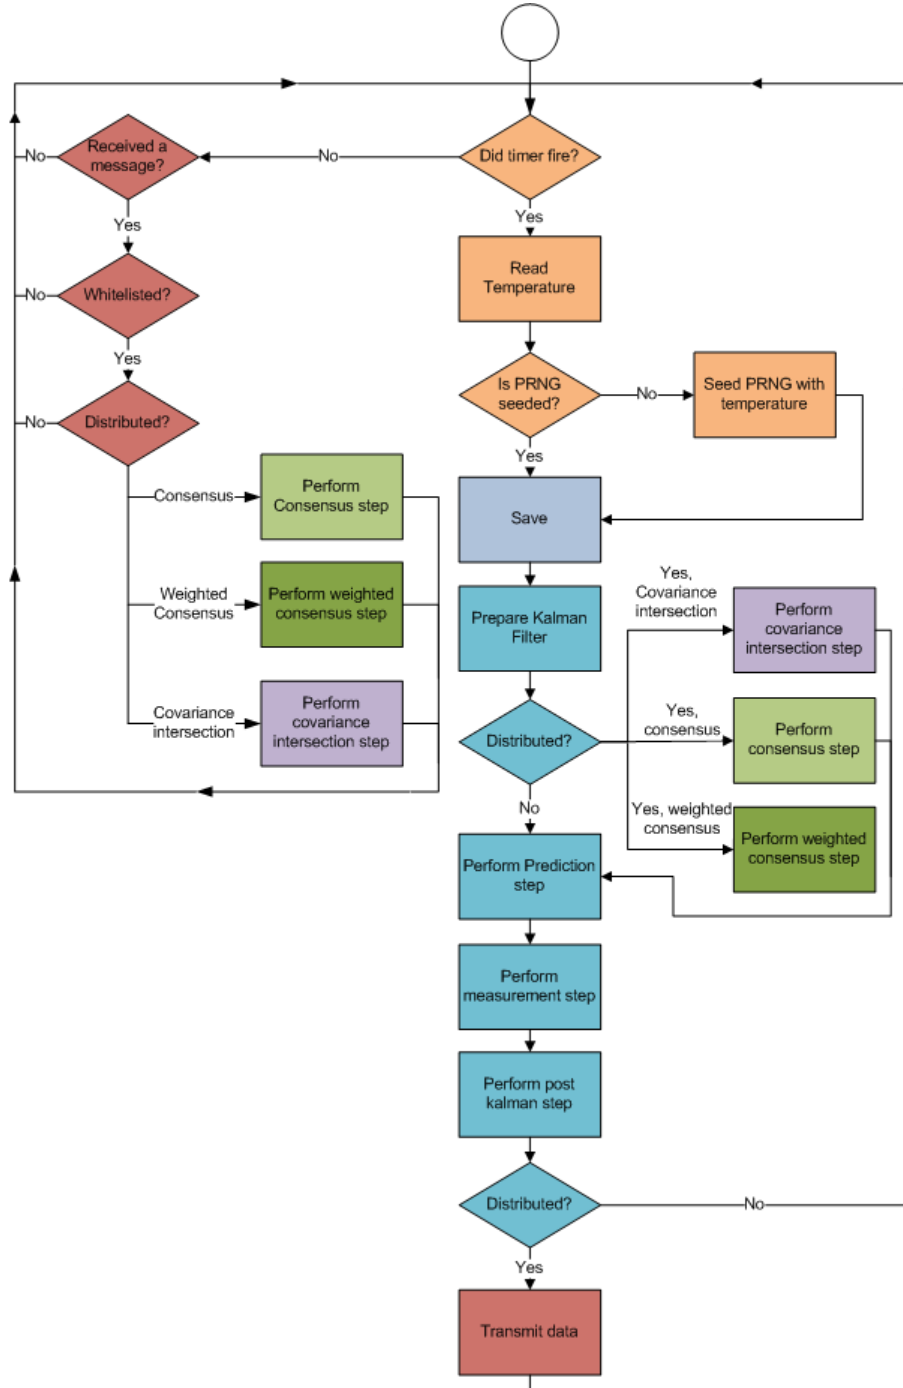 Did timer fire?
No
Received a
message?
No
Yes
Yes
Read
Temperature
Whitelisted?
No
Yes
Is PRNG
seeded?
No
Seed PRNG with
temperature
Distributed?
No
Yes
Consensus
Perform
Consensus step
Save
Weighted
Consensus
Perform weighted
consensus step
Prepare Kalman
Filter
Yes,
Covariance
intersection
Perform
covariance
intersection step
Covariance
intersection
Perform
covariance
intersection step
Distributed?
Yes,
consensus
Perform
consensus step
No
Yes, weighted
consensus
Perform weighted
consensus step
Perform Prediction
step
Perform
measurement step
Perform post
kalman step
Distributed?
No
Yes
Transmit data